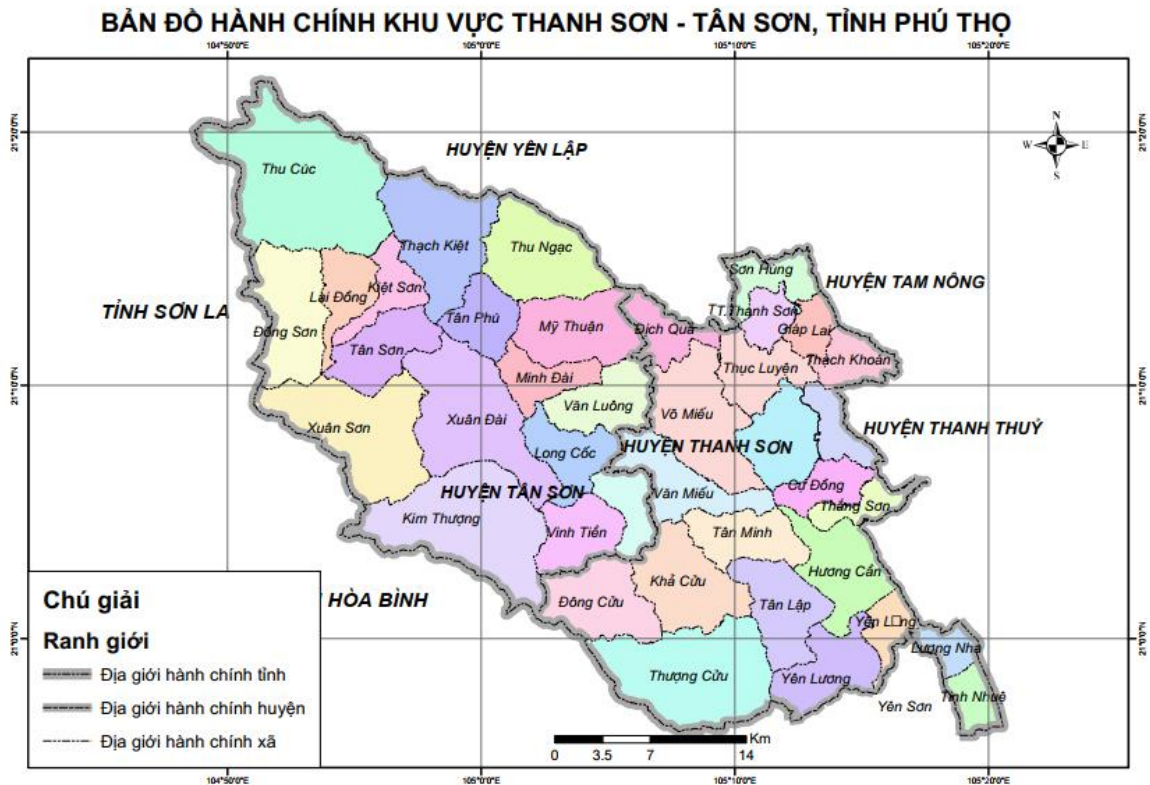 BẢN ĐỒ HÀNH CHÍNH KHU VỰC THANH SƠN - TÂN SƠN, TỈNH PHÚ THỌ
104°50'0"E 105°0'0"E 105°10'0"E 105°20'0"E
21°20'0"N 21°20'0"N
N
W E
S
HUYỆN YÊN LẬP
Thu Cúc
Thạch Kiệt
Thu Ngạc
Sơn Hùng
HUYỆN TAM NÔNG
Lai Đồng
Kiệt Sơn
TỈNH SƠN LA
Tân Phú
TT.Thanh Sơn
Đồng Sơn
Mỹ Thuận
Địch Quả
Giáp Lai
Tân Sơn
Thạch Khoán
Thục Luyện
21°10'0"N 21°10'0"N
Minh Đài
Văn Luông
Xuân Đài
Võ Miếu
Xuân Sơn
HUYỆN THANH THUỶ
Long Cốc
HUYỆN THANH SƠN
HUYỆN TÂN SƠN
Văn Miếu
Cự Đồng
Thắng Sơn
Kim Thượng
Vinh Tiền
Tân Minh
Hương Cần
Khả Cửu
HÒA BÌNH
Đông Cửu
Tân Lập
Yên L□ng
21°0'0"N 21°0'0"N
Lương Nha
Thượng Cửu
Yên Lương
Tinh Nhuệ
Yên Sơn
Chú giải
Ranh giới
Địa giới hành chính tỉnh
Địa giới hành chính huyện
Địa giới hành chính xã
Km
0 3.5 7 14
104°50'0"E 105°0'0"E 105°10'0"E 105°20'0"E